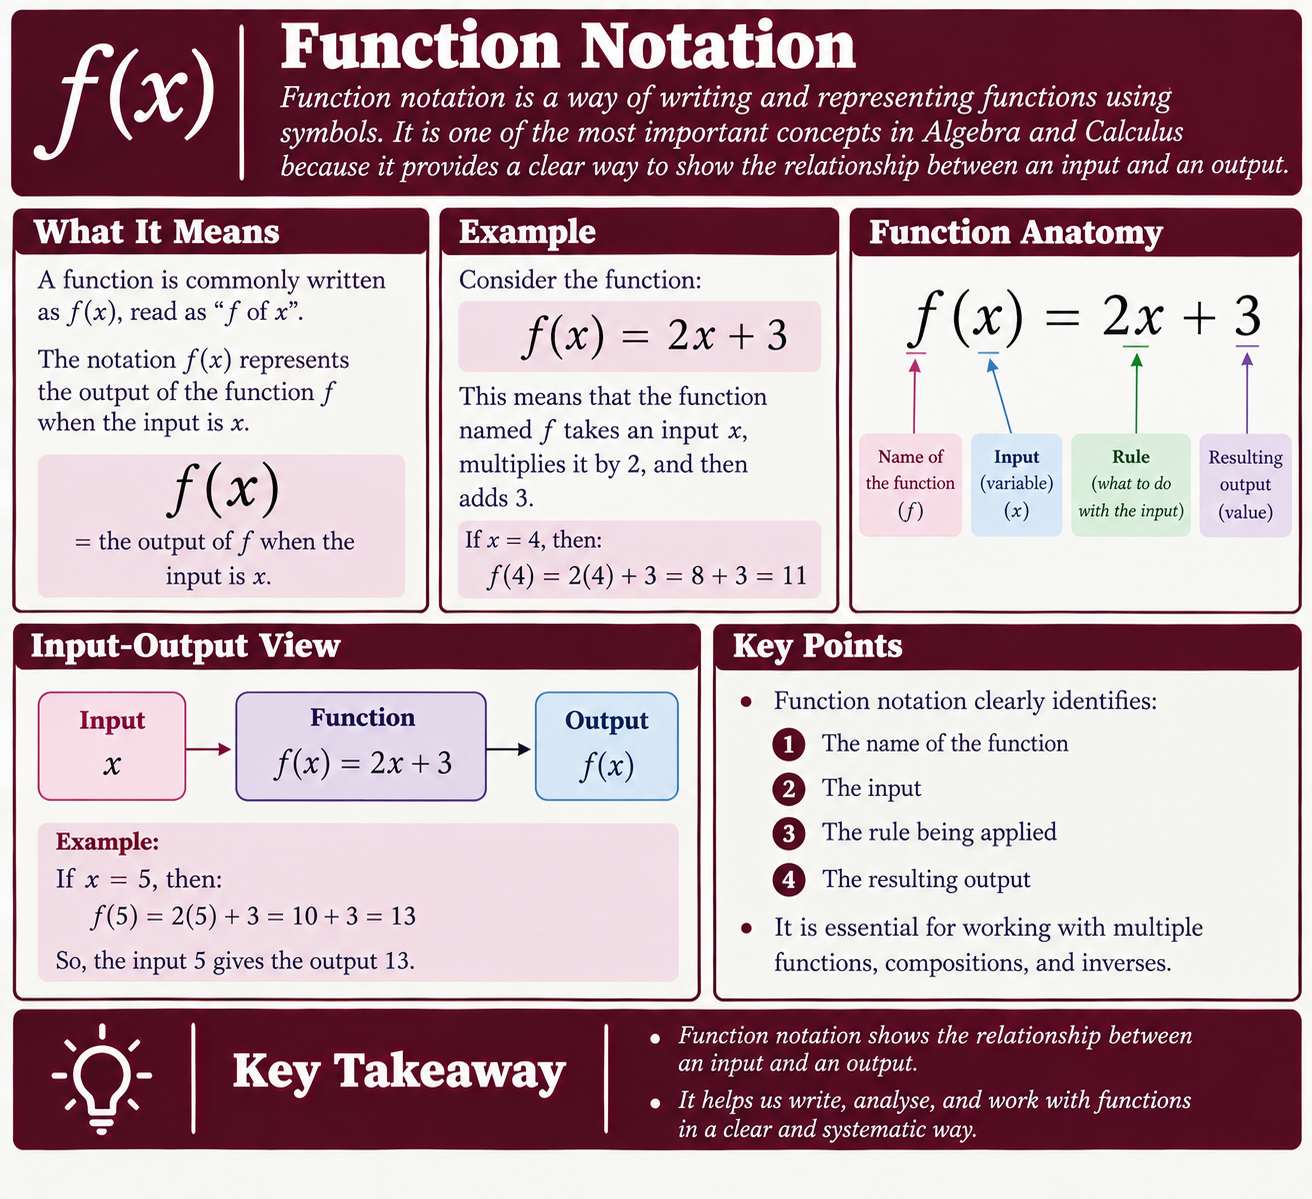 f(x)
Function Notation
Function notation is a way of writing and representing functions using
symbols. It is one of the most important concepts in Algebra and Calculus
because it provides a clear way to show the relationship between an input and an output.
What It Means
A function is commonly written
as f(x), read as “f of x”.
The notation f(x) represents
the output of the function f
when the input is x.
f(x)
= the output of f when the
input is x.
Example
Consider the function:
f(x) = 2x + 3
This means that the function
named f takes an input x,
multiplies it by 2, and then
adds 3.
If x = 4, then:
f(4) = 2(4) + 3 = 8 + 3 = 11
Function Anatomy
f(x) = 2x + 3
Name of
the function
(f)
Input
(variable)
(x)
Rule
(what to do
with the input)
Resulting
output
(value)
Input-Output View
Input
x
Function
f(x) = 2x + 3
Output
f(x)
Example:
If x = 5, then:
f(5) = 2(5) + 3 = 10 + 3 = 13
So, the input 5 gives the output 13.
Key Points
• Function notation clearly identifies:
1 The name of the function
2 The input
3 The rule being applied
4 The resulting output
• It is essential for working with multiple
functions, compositions, and inverses.
Key Takeaway
• Function notation shows the relationship between
an input and an output.
• It helps us write, analyse, and work with functions
in a clear and systematic way.